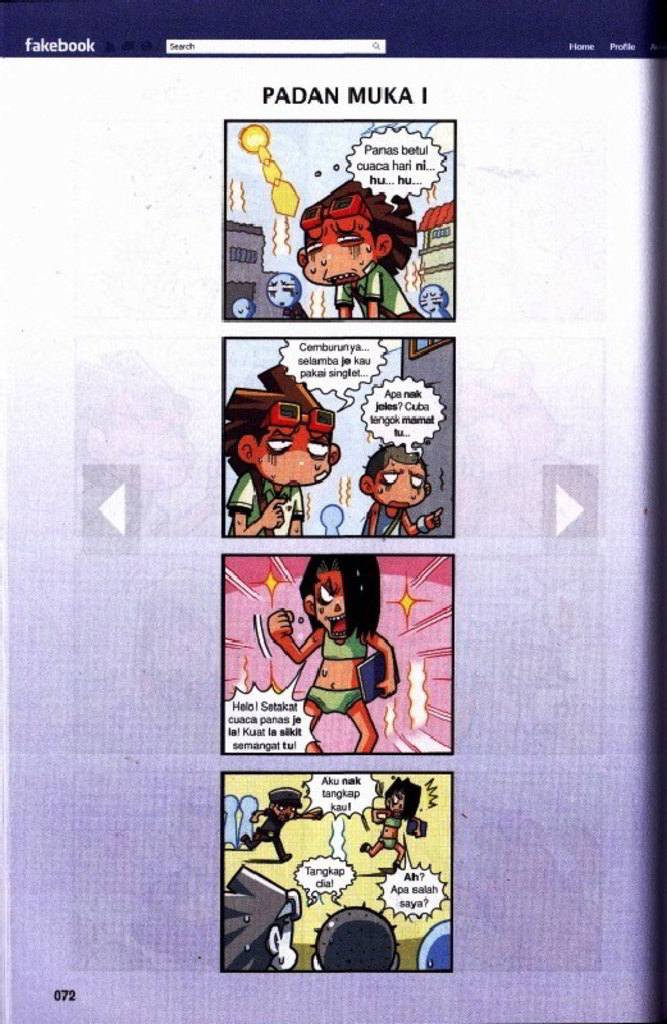 fakebook
Search
Home Profile
PADAN MUKA I
Panas betul
cuaca hari ni...
hu... hu...
Cemburunya...
selamba je kau
pakai singlet...
Apa nak
jeles? Cuba
tengok mamat
tu...
Helo! Setakat
cuaca panas je
la! Kuat la sikit
semangat tu!
Aku nak
tangkap
kau!
Tangkap
dia!
Ah?
Apa salah
saya?
072